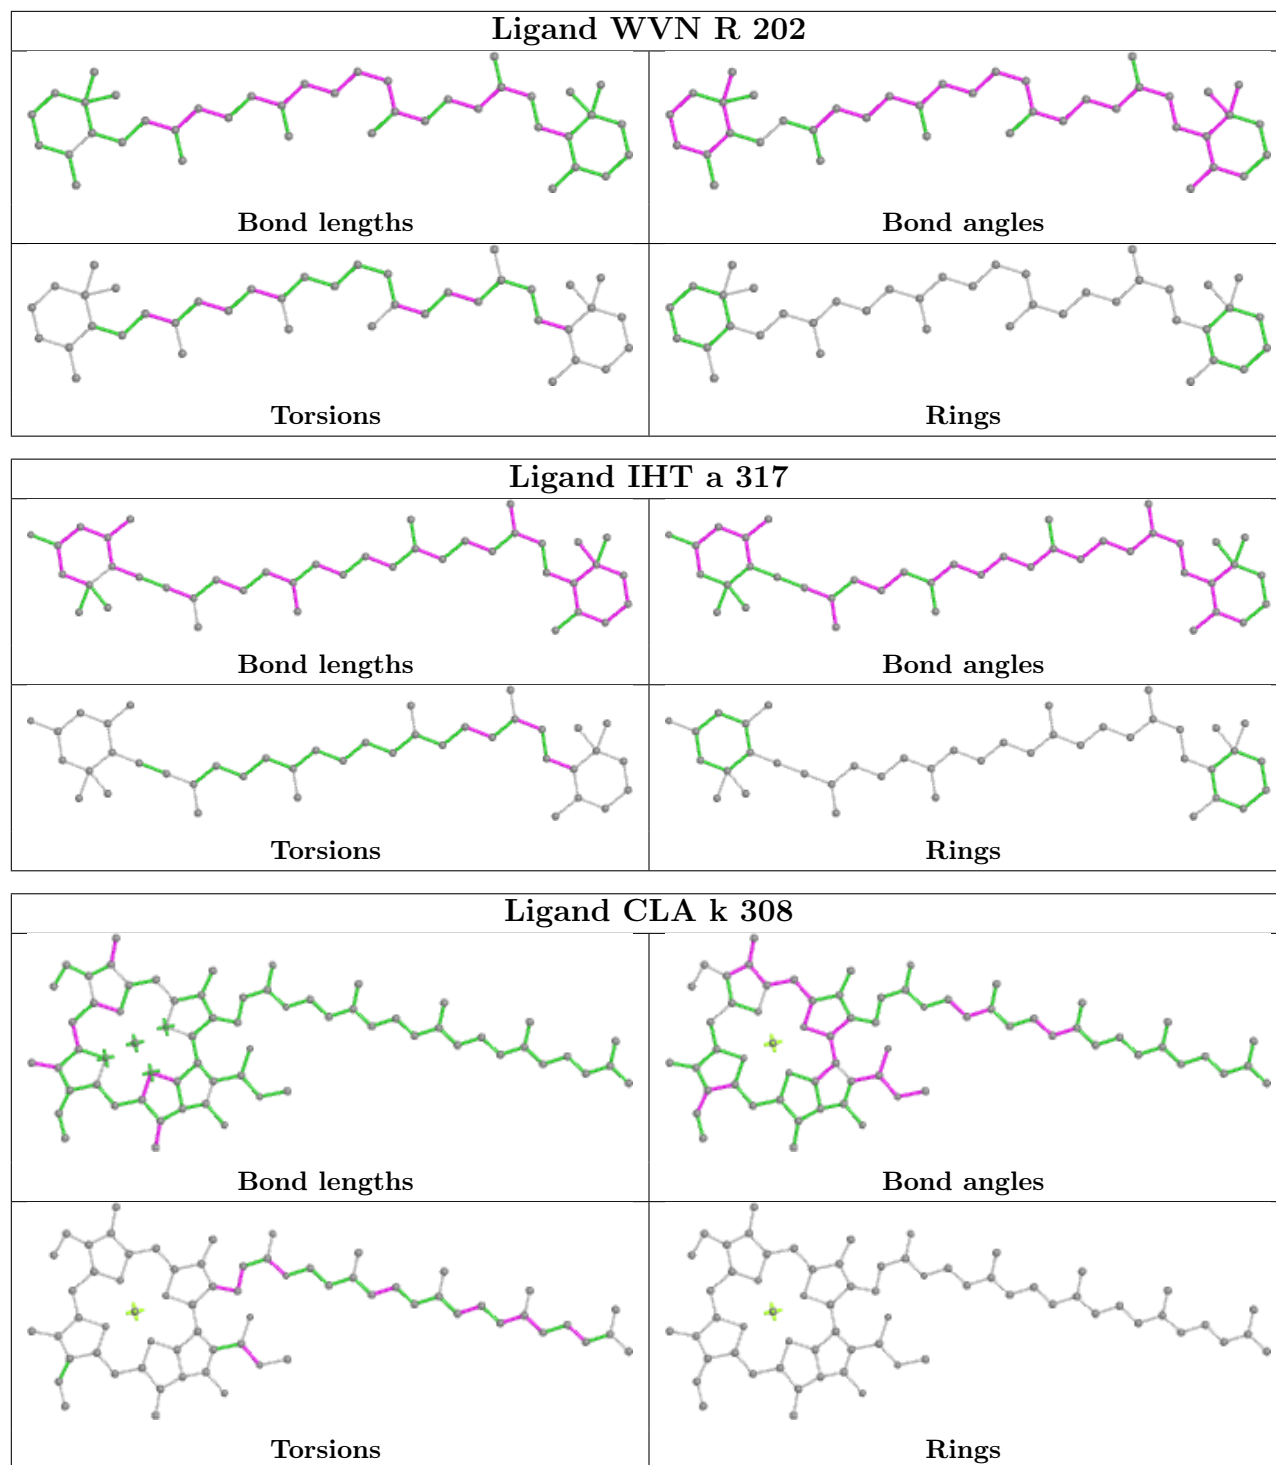 Ligand WVN R 202
Bond lengths
Bond angles
Torsions
Rings
Ligand IHT a 317
Bond lengths
Bond angles
Torsions
Rings
Ligand CLA k 308
Bond lengths
Bond angles
Torsions
Rings